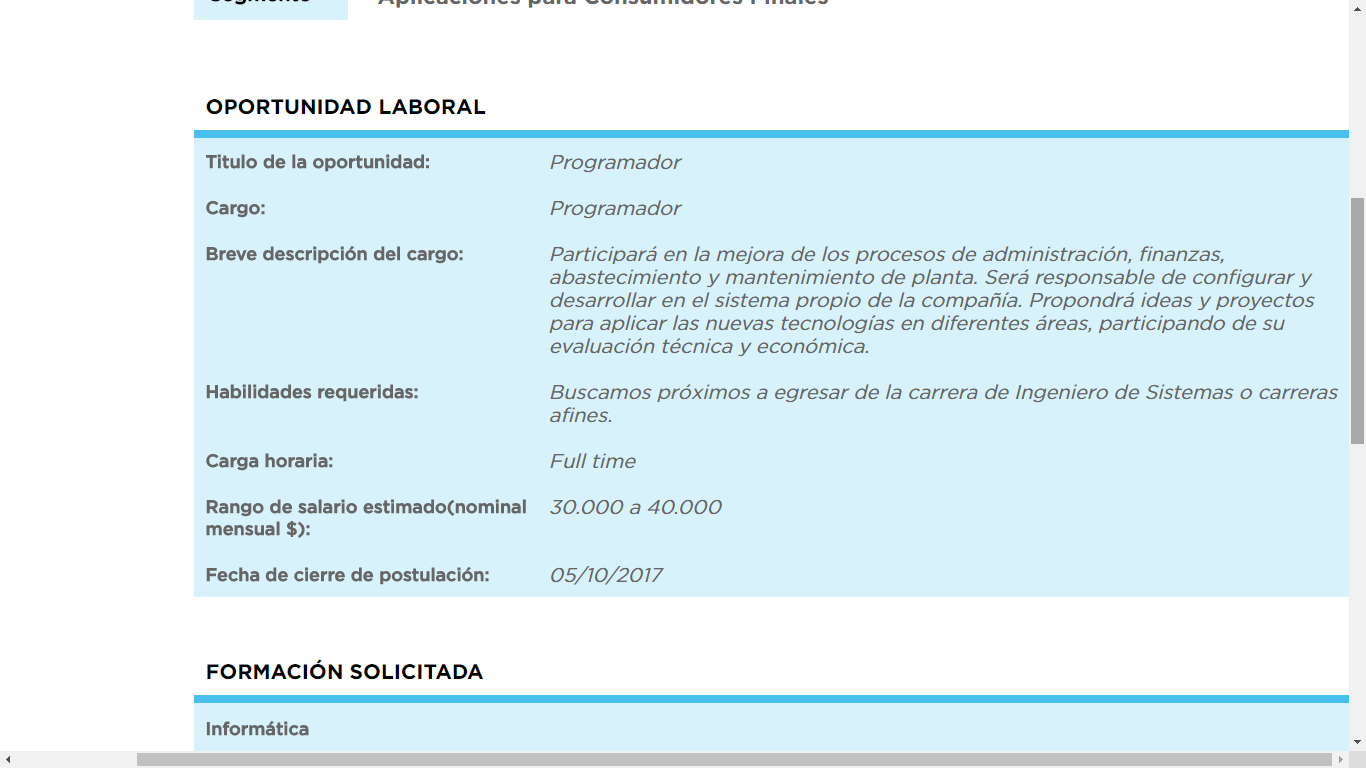 Segmento Aplicaciones para Consumidores Finales
OPORTUNIDAD LABORAL
Titulo de la oportunidad: Programador
Cargo: Programador
Breve descripción del cargo: Participará en la mejora de los procesos de administración, finanzas,
abastecimiento y mantenimiento de planta. Será responsable de configurar y
desarrollar en el sistema propio de la compañía. Propondrá ideas y proyectos
para aplicar las nuevas tecnologías en diferentes áreas, participando de su
evaluación técnica y económica.
Habilidades requeridas: Buscamos próximos a egresar de la carrera de Ingeniero de Sistemas o carreras
afines.
Carga horaria: Full time
Rango de salario estimado(nominal 30.000 a 40.000
mensual $):
Fecha de cierre de postulación: 05/10/2017
FORMACIÓN SOLICITADA
Informática